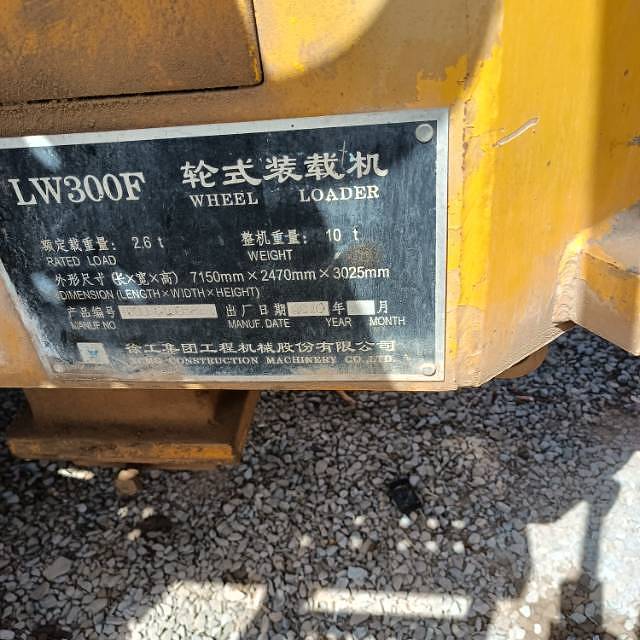 LW300F 轮式装载机
WHEEL LOADER
额定载重量: 2.6 t 整机重量: 10 t
RATED LOAD WEIGHT
外形尺寸 (长×宽×高) 7150mm×2470mm×3025mm
DIMENSION (LENGTH×WIDTH×HEIGHT)
产品编号 出厂日期 年 月
MANUF.NO MANUF.DATE YEAR MONTH
徐工集团工程机械股份有限公司
XCMG CONSTRUCTION MACHINERY CO.,LTD.